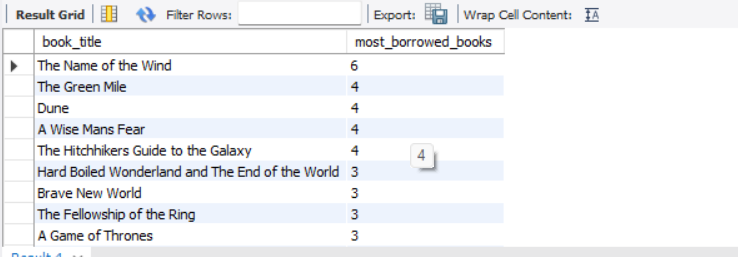 Result Grid Filter Rows: Export: Wrap Cell Content: IA
book_title most_borrowed_books
The Name of the Wind 6
The Green Mile 4
Dune 4
A Wise Mans Fear 4
The Hitchhikers Guide to the Galaxy 4
4
Hard Boiled Wonderland and The End of the World 3
Brave New World 3
The Fellowship of the Ring 3
A Game of Thrones 3